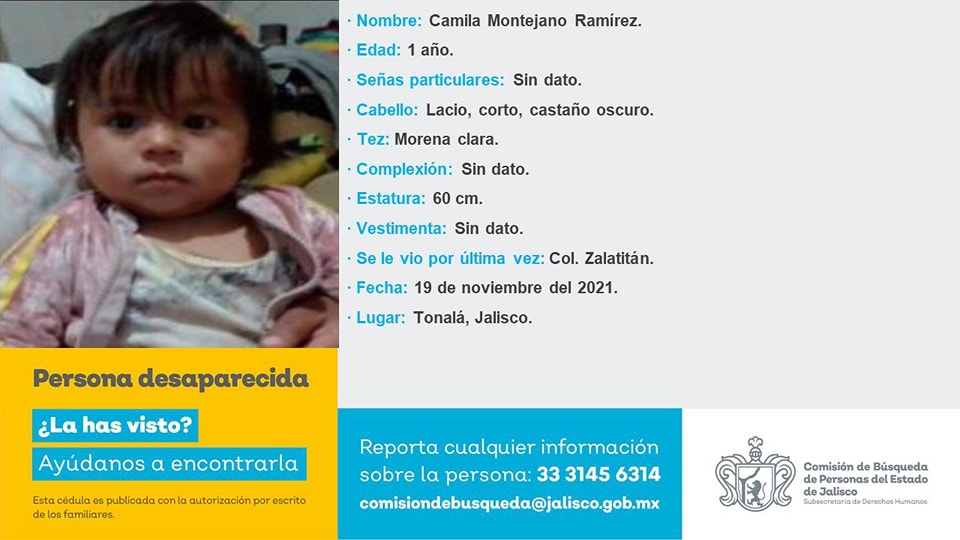 · Nombre: Camila Montejano Ramírez.
· Edad: 1 año.
· Señas particulares: Sin dato.
· Cabello: Lacio, corto, castaño oscuro.
· Tez: Morena clara.
· Complexión: Sin dato.
· Estatura: 60 cm.
· Vestimenta: Sin dato.
· Se le vio por última vez: Col. Zalatitán.
· Fecha: 19 de noviembre del 2021.
· Lugar: Tonalá, Jalisco.
Persona desaparecida
¿La has visto?
Ayúdanos a encontrarla
Esta cédula es publicada con la autorización por escrito
de los familiares.
Reporta cualquier información
sobre la persona: 33 3145 6314
comisiondebusqueda@jalisco.gob.mx
Comisión de Búsqueda
de Personas del Estado
de Jalisco
Subsecretaría de Derechos Humanos